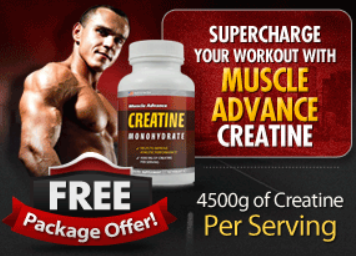 SUPERCHARGE
YOUR WORKOUT WITH
MUSCLE
ADVANCE
CREATINE
Muscle Advance
CREATINE
MONOHYDRATE
FREE
Package Offer!
4500g of Creatine
Per Serving